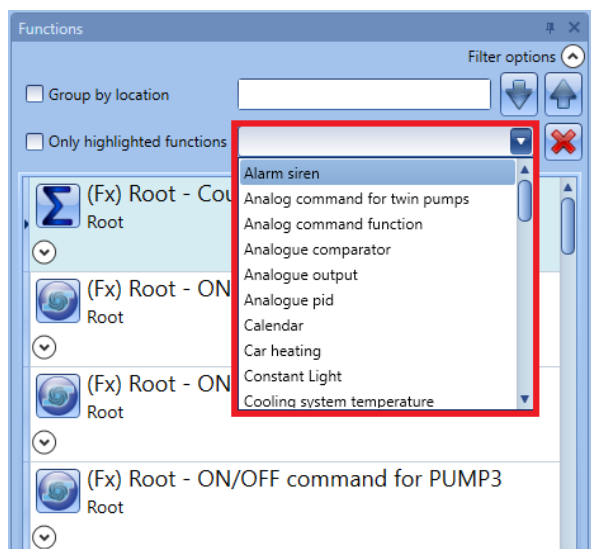 Functions
Filter options
Group by location
Only highlighted functions
Alarm siren
Analog command for twin pumps
Analog command function
Analogue comparator
Analogue output
Analogue pid
Calendar
Car heating
Constant Light
Cooling system temperature
(Fx) Root - Cou
Root
(Fx) Root - ON
Root
(Fx) Root - ON
Root
(Fx) Root - ON/OFF command for PUMP3
Root